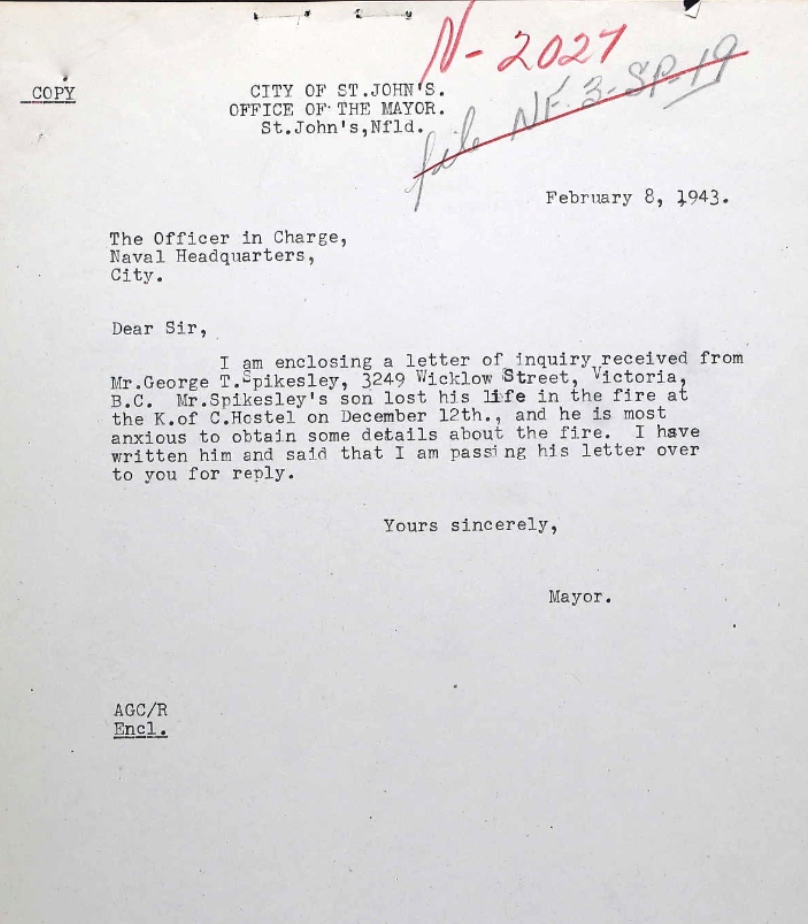 N-2027
file NF. 3-SP-19
COPY
CITY OF ST.JOHN'S.
OFFICE OF THE MAYOR.
St.John's,Nfld.
February 8, 1943.
The Officer in Charge,
Naval Headquarters,
City.
Dear Sir,
I am enclosing a letter of inquiry received from
Mr.George T.Spikesley, 3249 Wicklow Street, Victoria,
B.C. Mr.Spikesley's son lost his life in the fire at
the K.of C.Hostel on December 12th., and he is most
anxious to obtain some details about the fire. I have
written him and said that I am passing his letter over
to you for reply.
Yours sincerely,
Mayor.
AGC/R
Encl.